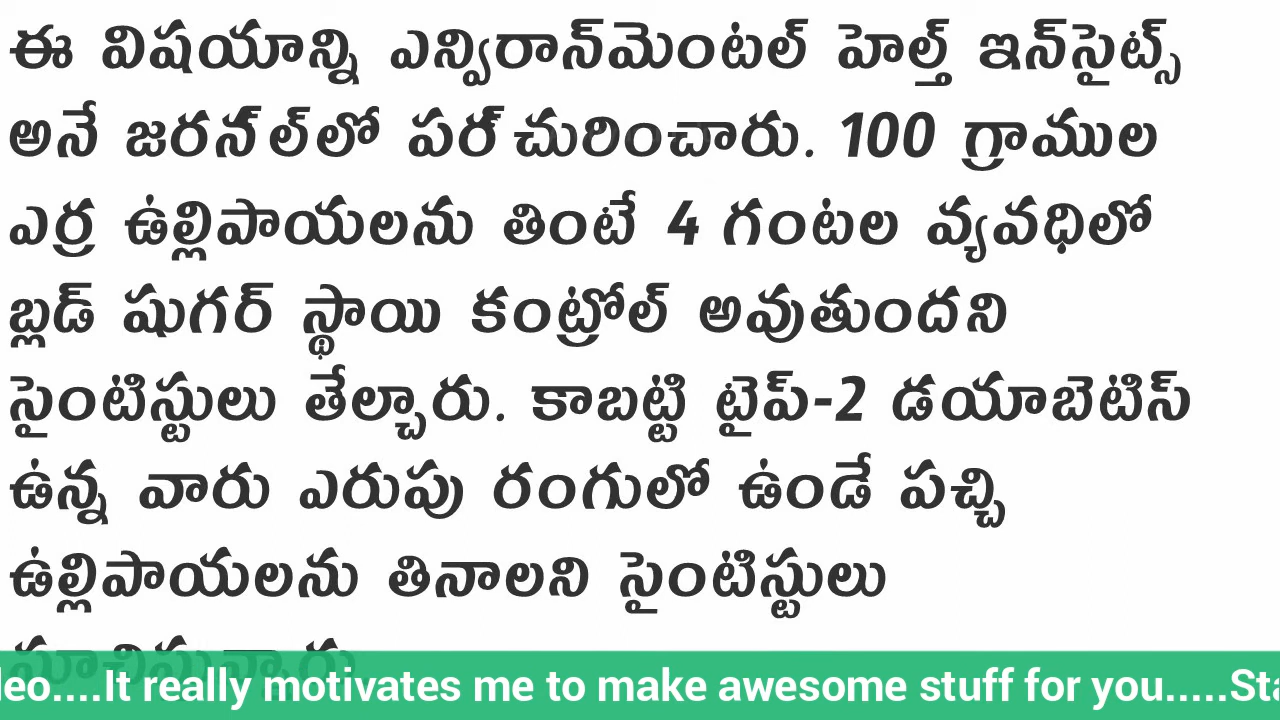 ఈ విషయాన్ని ఎన్విరాన్‌మెంటల్ హెల్త్ ఇన్‌సైట్స్
అనే జరన్‌ల్‌లో పర్‌చురించారు. 100 గ్రాముల
ఎర్ర ఉల్లిపాయలను తింటే 4 గంటల వ్యవధిలో
బ్లడ్ షుగర్ స్థాయి కంట్రోల్ అవుతుందని
సైంటిస్టులు తేల్చారు. కాబట్టి టైప్-2 డయాబెటిస్
ఉన్న వారు ఎరుపు రంగులో ఉండే పచ్చి
ఉల్లిపాయలను తినాలని సైంటిస్టులు
deo....It really motivates me to make awesome stuff for you.....Sta